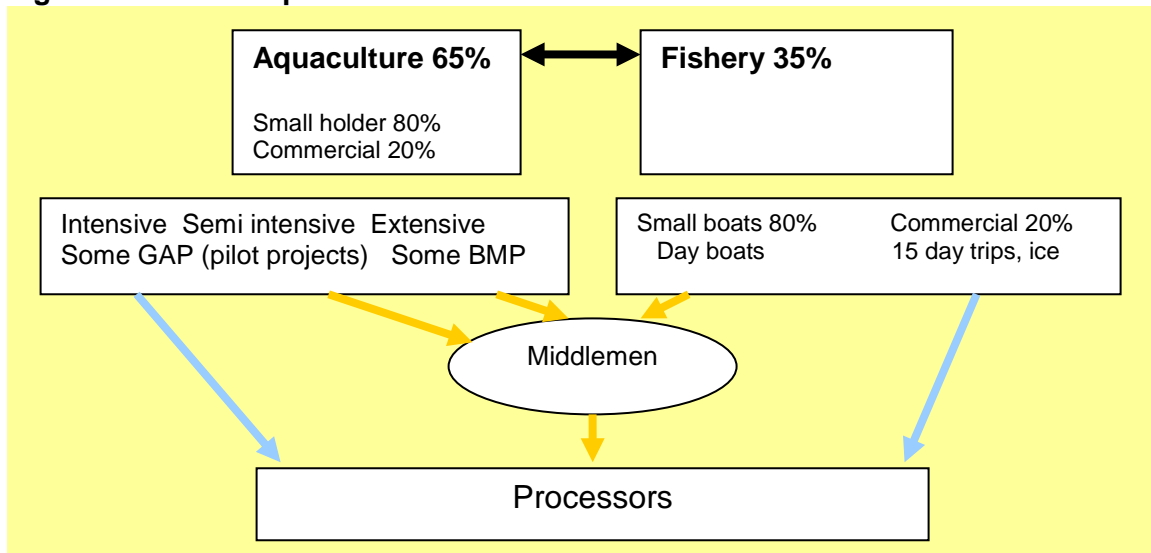 Aquaculture 65%
Small holder 80%
Commercial 20%
Fishery 35%
Intensive Semi intensive Extensive
Some GAP (pilot projects) Some BMP
Small boats 80% Commercial 20%
Day boats 15 day trips, ice
Middlemen
Processors